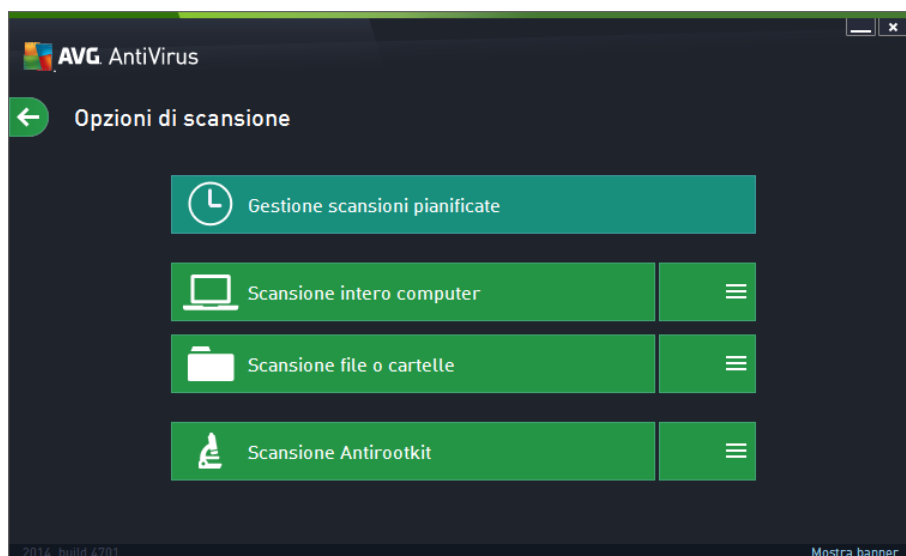 AVG. AntiVirus
Opzioni di scansione
Gestione scansioni pianificate
Scansione intero computer
Scansione file o cartelle
Scansione Antirootkit
2014 build 4701
Mostra banner